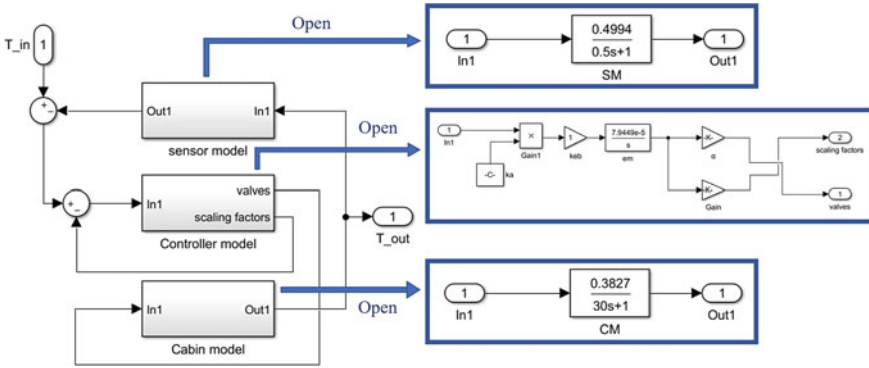 T_in
1
Out1
In1
sensor model
In1
valves
scaling factors
Controller model
In1
Out1
Cabin model
1
T_out
Open
1
In1
0.4994
0.5s+1
SM
1
Out1
Open
1
In1
×
Gain1
-C-
ka
1
keb
7.9449e-5
s
em
-K-
α
-K-
Gain
2
scaling factors
1
valves
Open
1
In1
0.3827
30s+1
CM
1
Out1